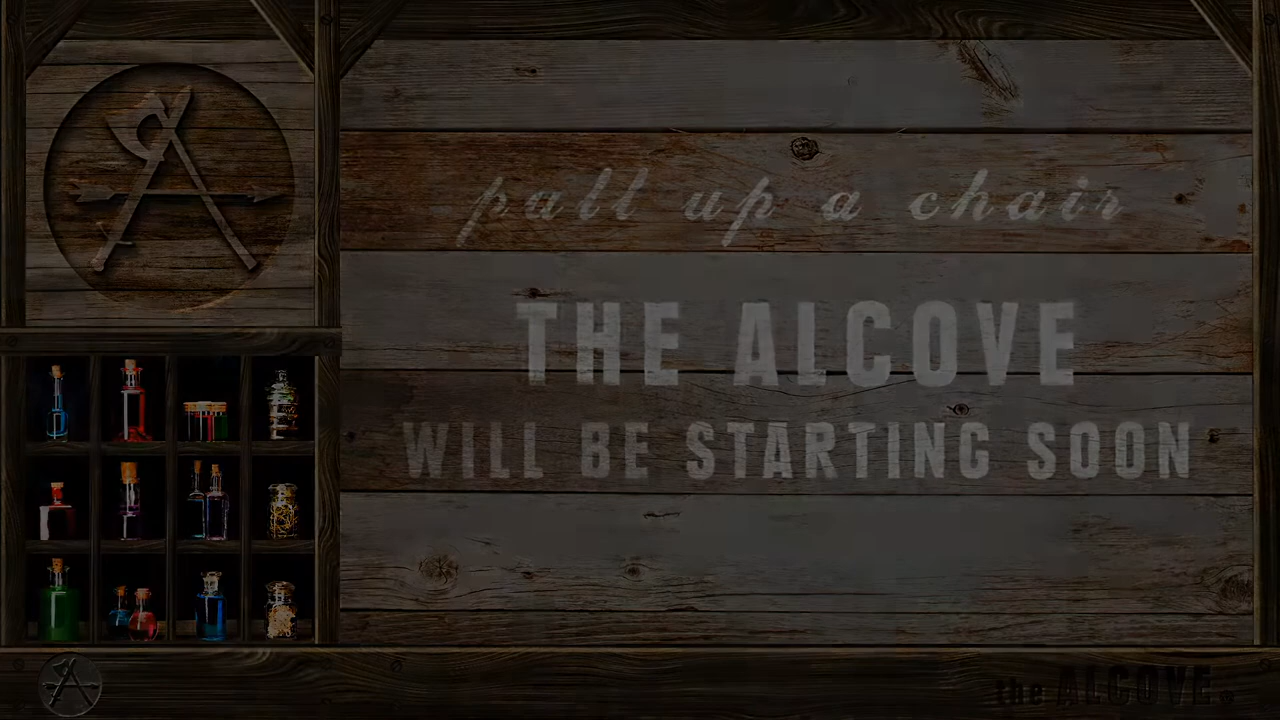 pull up a chair
THE ALCOVE
WILL BE STARTING SOON
the ALCOVE